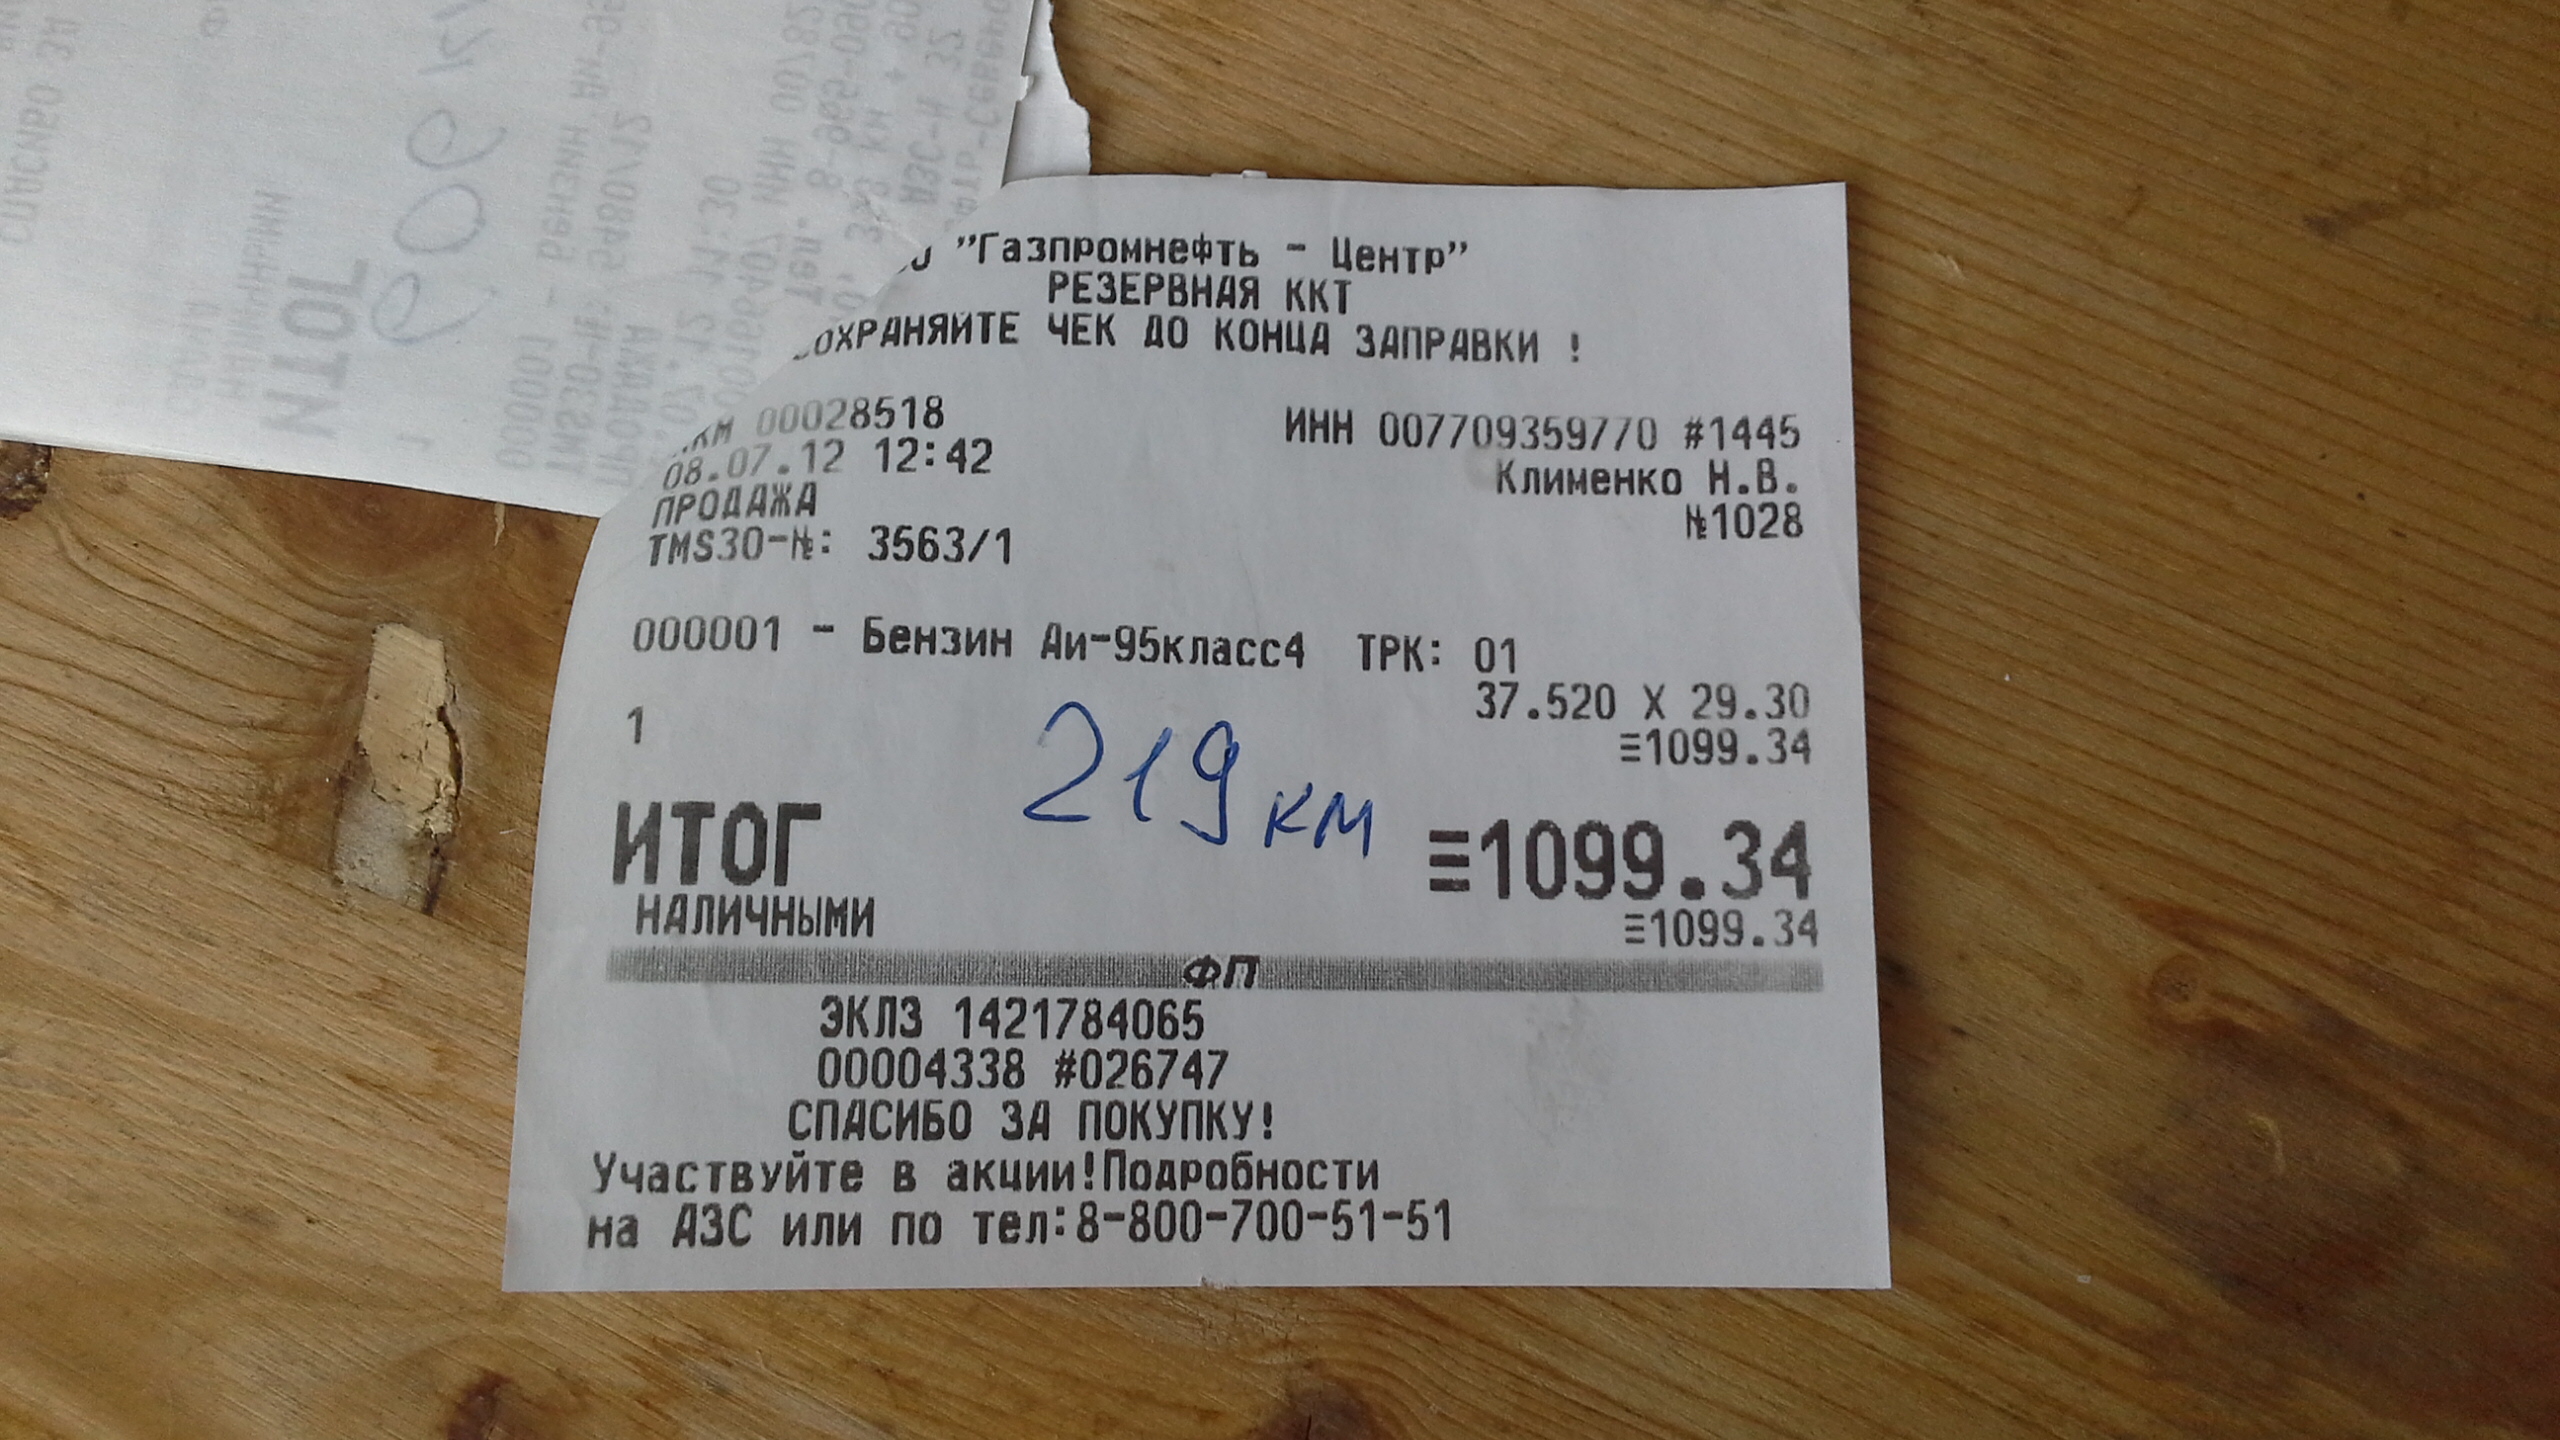 "Газпромнефть - Центр"
РЕЗЕРВНАЯ ККТ
СОХРАНЯЙТЕ ЧЕК ДО КОНЦА ЗАПРАВКИ !
ККМ 00028518 ИНН 007709359770 #1445
08.07.12 12:42 Клименко Н.В.
ПРОДАЖА №1028
TMS30-№: 3563/1
000001 - Бензин Аи-95класс4 ТРК: 01
37.520 X 29.30
1 ≡1099.34
219 км
ИТОГ ≡1099.34
НАЛИЧНЫМИ ≡1099.34
ФП
ЭКЛЗ 1421784065
00004338 #026747
СПАСИБО ЗА ПОКУПКУ!
Участвуйте в акции!Подробности
на АЗС или по тел:8-800-700-51-51